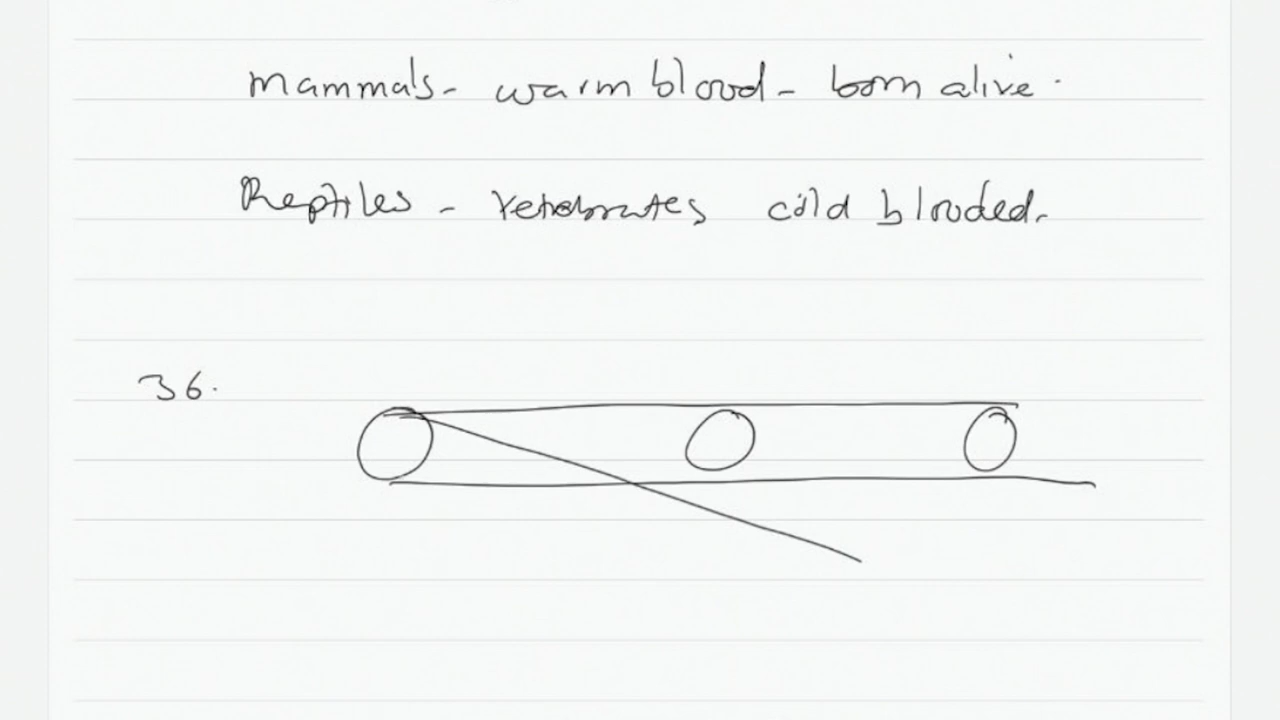 mammals - warm blood - born alive.
Reptiles - vertebrates cold blooded.
36.